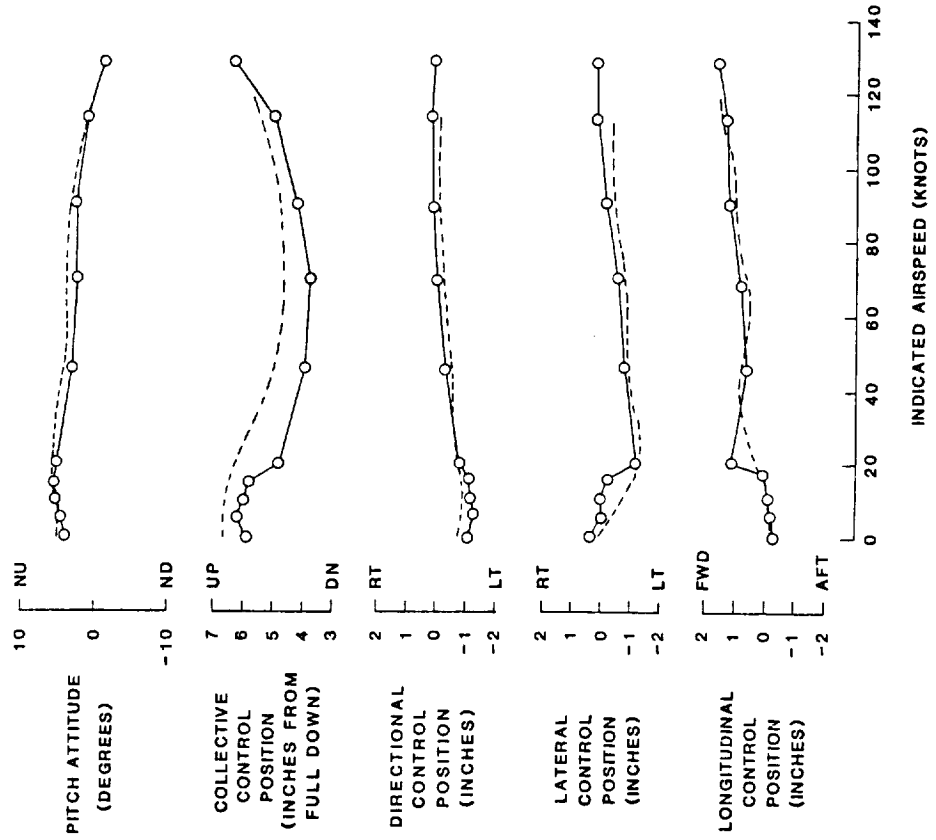 PITCH ATTITUDE
(DEGREES)
10
0
-10
NU
ND
COLLECTIVE
CONTROL
POSITION
(INCHES FROM
FULL DOWN)
7
6
5
4
3
UP
DN
DIRECTIONAL
CONTROL
POSITION
(INCHES)
2
1
0
-1
-2
RT
LT
LATERAL
CONTROL
POSITION
(INCHES)
2
1
0
-1
-2
RT
LT
LONGITUDINAL
CONTROL
POSITION
(INCHES)
2
1
0
-1
-2
FWD
AFT
0 20 40 60 80 100 120 140
INDICATED AIRSPEED (KNOTS)